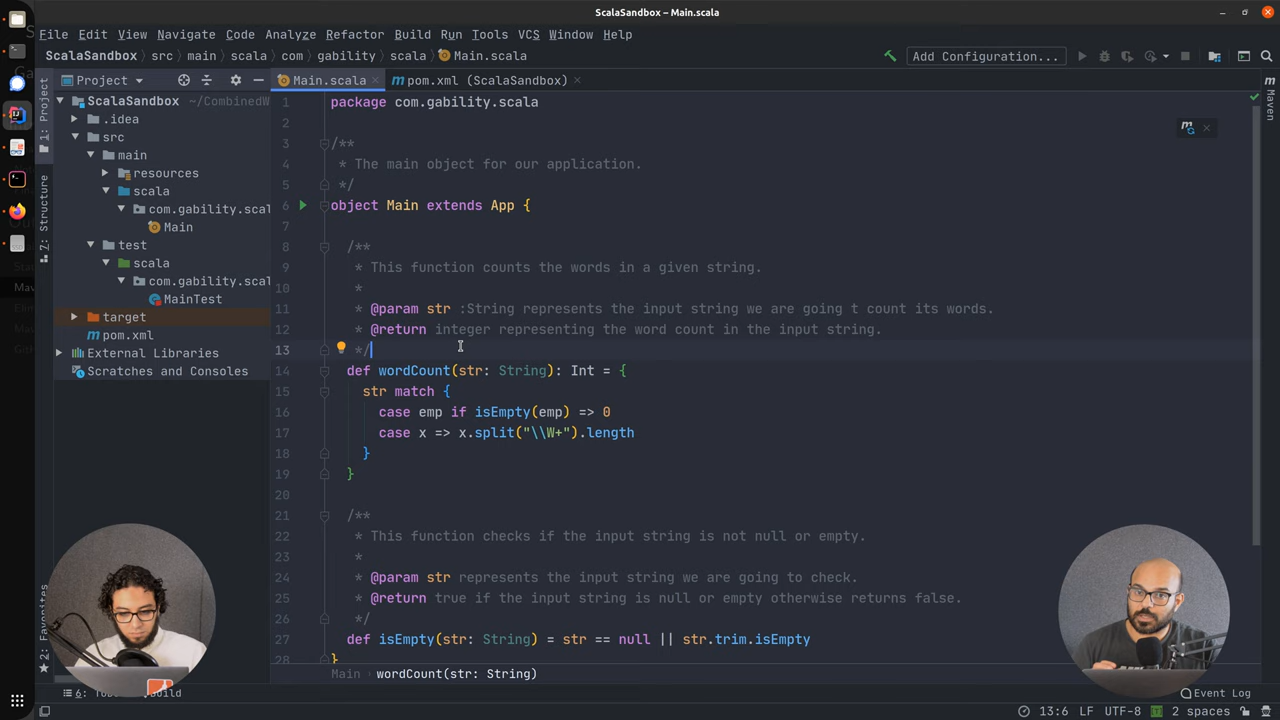 ScalaSandbox – Main.scala
File Edit View Navigate Code Analyze Refactor Build Run Tools VCS Window Help
ScalaSandbox › src › main › scala › com › gability › scala › Main.scala
Add Configuration...
Project
Main.scala
pom.xml (ScalaSandbox)
1: Project
7: Structure
2: Favorites
Maven
ScalaSandbox ~/CombinedW
.idea
src
main
resources
scala
com.gability.scal
Main
test
scala
com.gability.scal
MainTest
target
pom.xml
External Libraries
Scratches and Consoles
1 package com.gability.scala
2
3 /**
4 * The main object for our application.
5 */
6 object Main extends App {
7
8 /**
9 * This function counts the words in a given string.
10 *
11 * @param str :String represents the input string we are going t count its words.
12 * @return integer representing the word count in the input string.
13 */
14 def wordCount(str: String): Int = {
15 str match {
16 case emp if isEmpty(emp) => 0
17 case x => x.split("\\W+").length
18 }
19 }
20
21 /**
22 * This function checks if the input string is not null or empty.
23 *
24 * @param str represents the input string we are going to check.
25 * @return true if the input string is null or empty otherwise returns false.
26 */
27 def isEmpty(str: String) = str == null || str.trim.isEmpty
28 }
Main › wordCount(str: String)
6: Build
Event Log
13:6 LF UTF-8 2 spaces